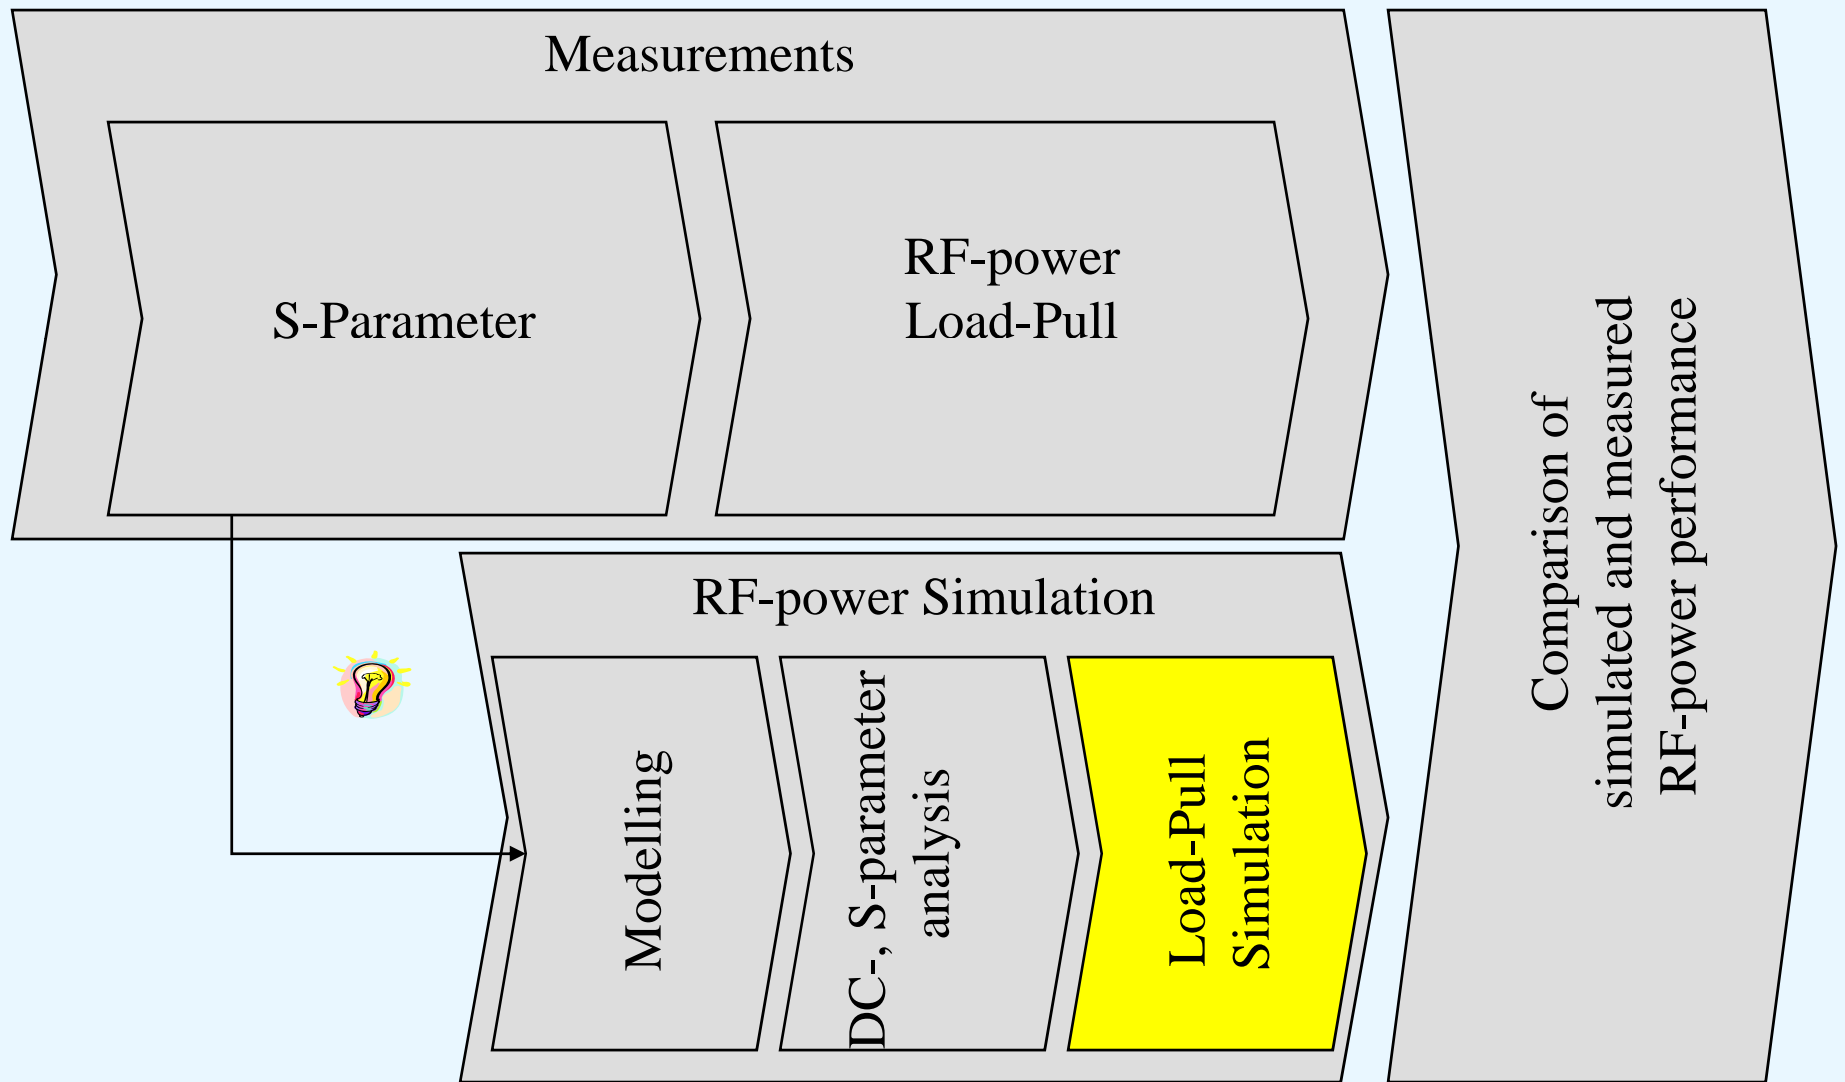 Measurements
S-Parameter
RF-power
Load-Pull
RF-power Simulation
Modelling
DC-, S-parameter
analysis
Load-Pull
Simulation
Comparison of
simulated and measured
RF-power performance